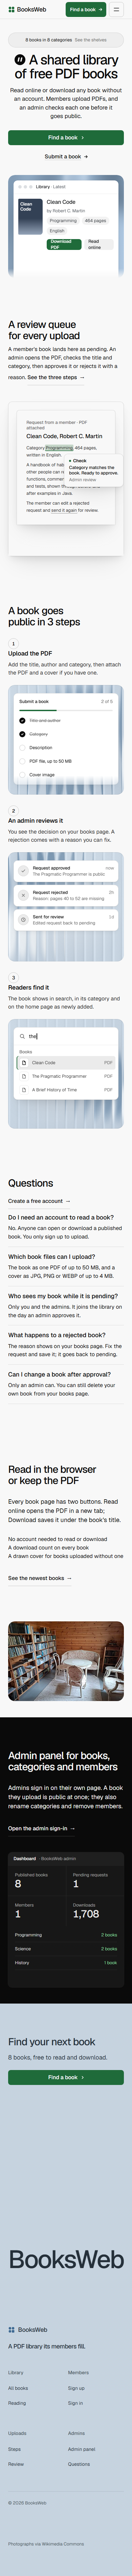 BooksWeb
Find a book →
8 books in 8 categories See the shelves
A shared library
of free PDF books
Read online or download any book without
an account. Members upload PDFs, and
an admin checks each one before it
goes public.
Find a book
Submit a book →
Library · Latest
Clean Code
Clean Code
by Robert C. Martin
Programming
464 pages
English
Download PDF
Read online
A review queue
for every upload
A member's book lands here as pending. An
admin opens the PDF, checks the title and
category, then approves it or rejects it with a
reason. See the three steps →
Request from a member · PDF
attached
Clean Code, Robert C. Martin
Category Programming, 464 pages,
written in English.
A handbook of
other people can
functions, comme
and tests, shown
after examples in Java.
Check
Category matches the
book. Ready to approve.
Admin review
The member can edit a rejected
request and send it again for review.
A book goes
public in 3 steps
1
Upload the PDF
Add the title, author and category, then attach
the PDF and a cover if you have one.
Submit a book
2 of 5
Title and author
Category
Description
PDF file, up to 50 MB
Cover image
2
An admin reviews it
You see the decision on your books page. A
rejection comes with a reason you can fix.
Request approved
now
The Pragmatic Programmer is public
Request rejected
Reason: pages 90 to 92 are missing
Sent for review
Edited request back to pending
3
Readers find it
The book shows in search, in its category and
on the home page as newly added.
the
Books
Clean Code PDF
The Pragmatic Programmer PDF
A Brief History of Time PDF
Questions
Create a free account →
Do I need an account to read a book?
No. Anyone can open or download a published
book. You only sign up to upload.
Which book files can I upload?
The book as one PDF of up to 50 MB, and a
cover as JPG, PNG or WEBP of up to 4 MB.
Who sees my book while it is pending?
Only you and the admins. It joins the library on
the day an admin approves it.
What happens to a rejected book?
The reason shows on your books page. Fix the
request and save it; it goes back to pending.
Can I change a book after approval?
Only an admin can. You can still delete your
own book from your books page.
Read in the browser
or keep the PDF
Every book page has two buttons. Read
online opens the PDF in a new tab;
Download saves it under the book's title.
No account needed to read or download
A download count on every book
A drawn cover for books uploaded without one
See the newest books →
Admin panel for books,
categories and members
Admins sign in on their own page. A book
they upload is public at once; they also
rename categories and remove members.
Open the admin sign-in →
Dashboard · BooksWeb admin
Published books
8
Pending requests
1
Members
1
Downloads
1,708
Programming 2 books
Science 2 books
History 1 book
Find your next book
8 books, free to read and download.
Find a book
BooksWeb
BooksWeb
A PDF library its members fill.
Library
All books
Reading
Members
Sign up
Sign in
Uploads
Steps
Review
Admins
Admin panel
Questions
© 2026 BooksWeb
Photographs via Wikimedia Commons